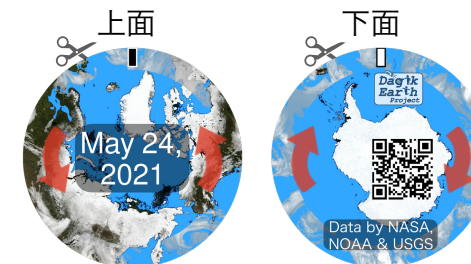 上面
下面
May 24,
2021
Dagik
Earth
Project
Data by NASA,
NOAA & USGS